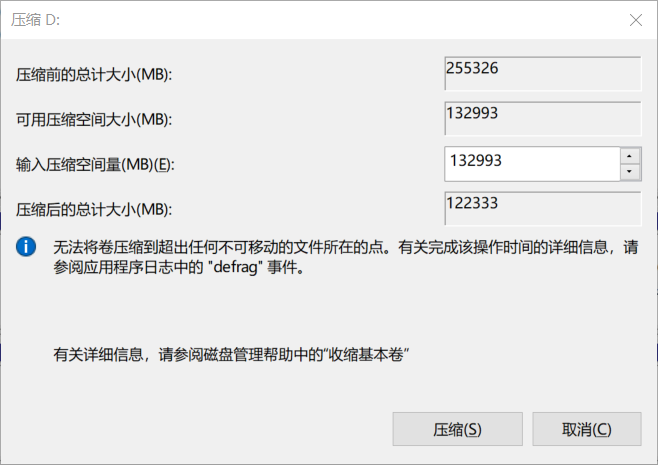 压缩 D:
压缩前的总计大小(MB): 255326
可用压缩空间大小(MB): 132993
输入压缩空间量(MB)(E): 132993
压缩后的总计大小(MB): 122333
无法将卷压缩到超出任何不可移动的文件所在的点。有关完成该操作时间的详细信息，请
参阅应用程序日志中的 "defrag" 事件。
有关详细信息，请参阅磁盘管理帮助中的“收缩基本卷”
压缩(S) 取消(C)